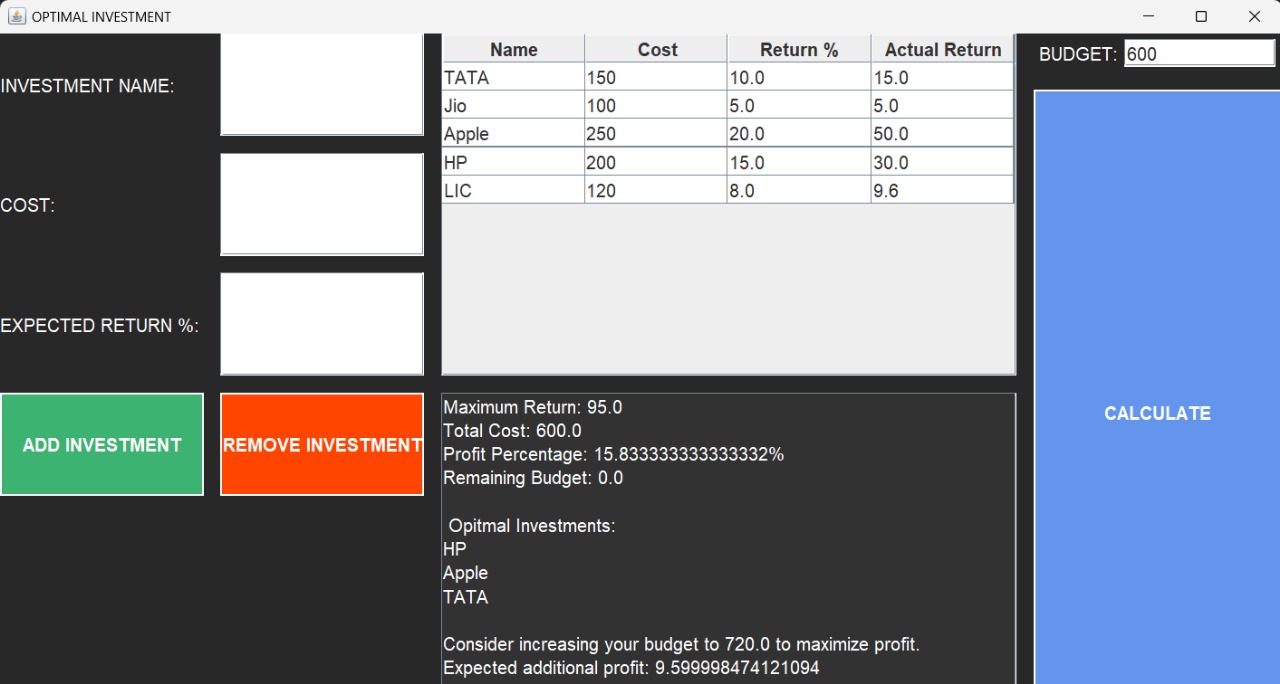 OPTIMAL INVESTMENT
INVESTMENT NAME:
COST:
EXPECTED RETURN %:
ADD INVESTMENT
REMOVE INVESTMENT
Name Cost Return % Actual Return
TATA 150 10.0 15.0
Jio 100 5.0 5.0
Apple 250 20.0 50.0
HP 200 15.0 30.0
LIC 120 8.0 9.6
Maximum Return: 95.0
Total Cost: 600.0
Profit Percentage: 15.833333333333332%
Remaining Budget: 0.0
Opitmal Investments:
HP
Apple
TATA
Consider increasing your budget to 720.0 to maximize profit.
Expected additional profit: 9.599998474121094
BUDGET: 600
CALCULATE